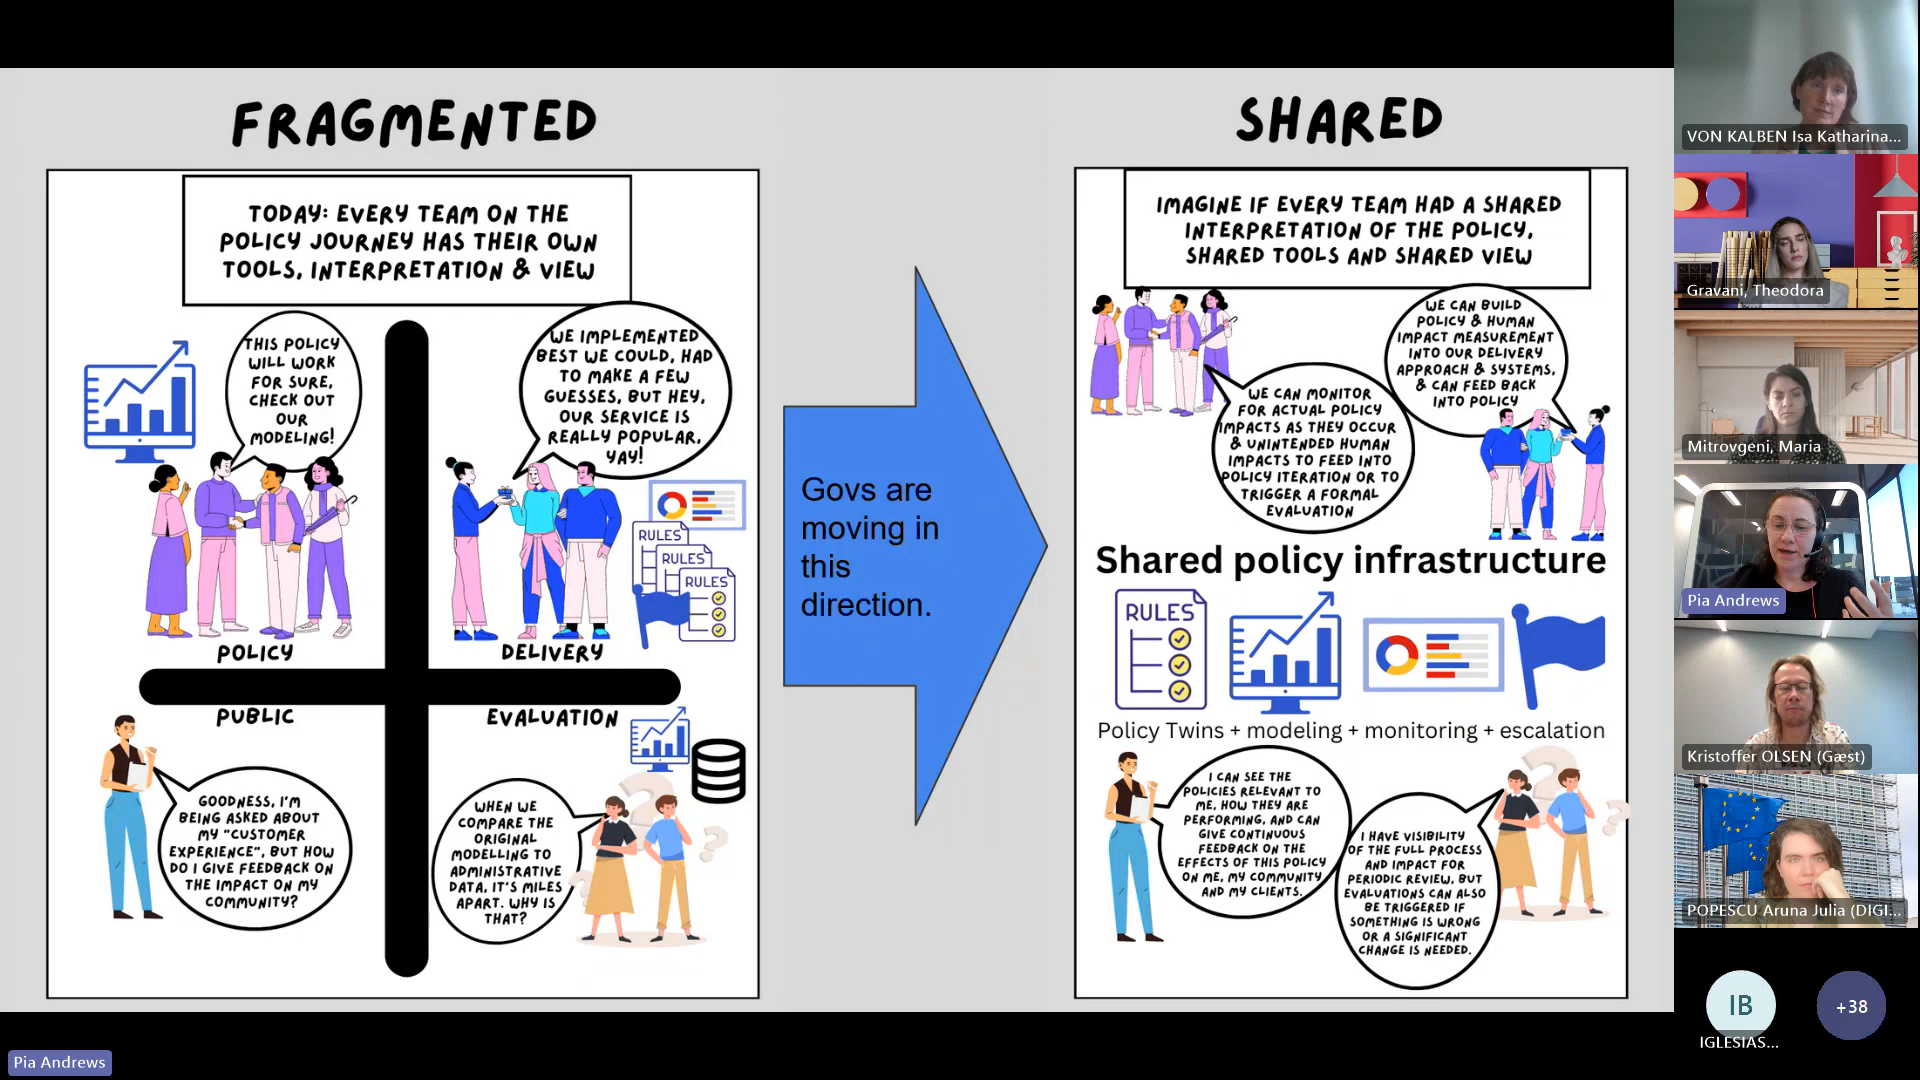 FRAGMENTED
TODAY: EVERY TEAM ON THE
POLICY JOURNEY HAS THEIR OWN
TOOLS, INTERPRETATION & VIEW
THIS POLICY
WILL WORK
FOR SURE,
CHECK OUT
OUR
MODELING!
WE IMPLEMENTED
BEST WE COULD, HAD
TO MAKE A FEW
GUESSES, BUT HEY,
OUR SERVICE IS
REALLY POPULAR,
YAY!
RULES
RULES
RULES
POLICY
DELIVERY
PUBLIC
EVALUATION
GOODNESS, I'M
BEING ASKED ABOUT
MY "CUSTOMER
EXPERIENCE", BUT HOW
DO I GIVE FEEDBACK ON
THE IMPACT ON MY
COMMUNITY?
WHEN WE
COMPARE THE
ORIGINAL
MODELLING TO
ADMINISTRATIVE
DATA, IT'S MILES
APART. WHY IS
THAT?
Govs are
moving in
this
direction.
SHARED
IMAGINE IF EVERY TEAM HAD A SHARED
INTERPRETATION OF THE POLICY,
SHARED TOOLS AND SHARED VIEW
WE CAN BUILD
POLICY & HUMAN
IMPACT MEASUREMENT
INTO OUR DELIVERY
APPROACH & SYSTEMS,
& CAN FEED BACK
INTO POLICY
WE CAN MONITOR
FOR ACTUAL POLICY
IMPACTS AS THEY OCCUR
& UNINTENDED HUMAN
IMPACTS TO FEED INTO
POLICY ITERATION OR TO
TRIGGER A FORMAL
EVALUATION
Shared policy infrastructure
RULES
Policy Twins + modeling + monitoring + escalation
I CAN SEE THE
POLICIES RELEVANT TO
ME, HOW THEY ARE
PERFORMING, AND CAN
GIVE CONTINUOUS
FEEDBACK ON THE
EFFECTS OF THIS POLICY
ON ME, MY COMMUNITY
AND MY CLIENTS.
I HAVE VISIBILITY
OF THE FULL PROCESS
AND IMPACT FOR
PERIODIC REVIEW, BUT
EVALUATIONS CAN ALSO
BE TRIGGERED IF
SOMETHING IS WRONG
OR A SIGNIFICANT
CHANGE IS NEEDED.
VON KALBEN Isa Katharina...
Gravani, Theodora
Mitrovgeni, Maria
Pia Andrews
Kristoffer OLSEN (Gæst)
POPESCU Aruna Julia (DIGI...
IB
IGLESIAS...
+38
Pia Andrews